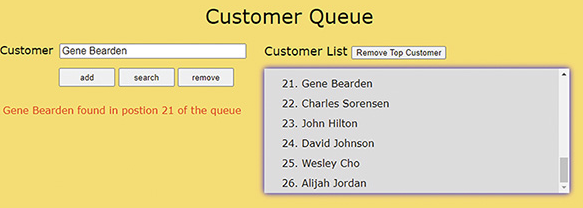 Customer Queue
Customer Gene Bearden
add search remove
Gene Bearden found in postion 21 of the queue
Customer List Remove Top Customer
21. Gene Bearden
22. Charles Sorensen
23. John Hilton
24. David Johnson
25. Wesley Cho
26. Alijah Jordan